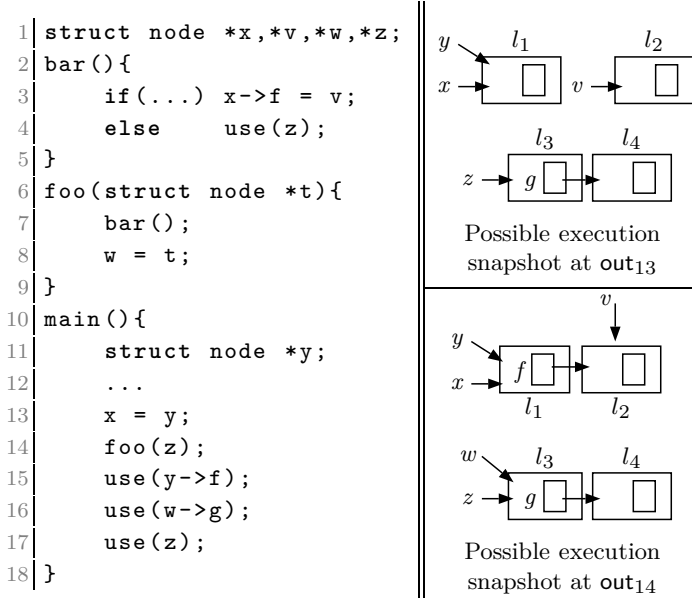 1 struct node *x,*v,*w,*z;
2 bar(){
3 if(...) x->f = v;
4 else use(z);
5 }
6 foo(struct node *t){
7 bar();
8 w = t;
9 }
10 main(){
11 struct node *y;
12 ...
13 x = y;
14 foo(z);
15 use(y->f);
16 use(w->g);
17 use(z);
18 }
y l₁ l₂
x v
l₃ l₄
z g
Possible execution
snapshot at out₁₃
v
y
x f
l₁ l₂
w l₃ l₄
z g
Possible execution
snapshot at out₁₄